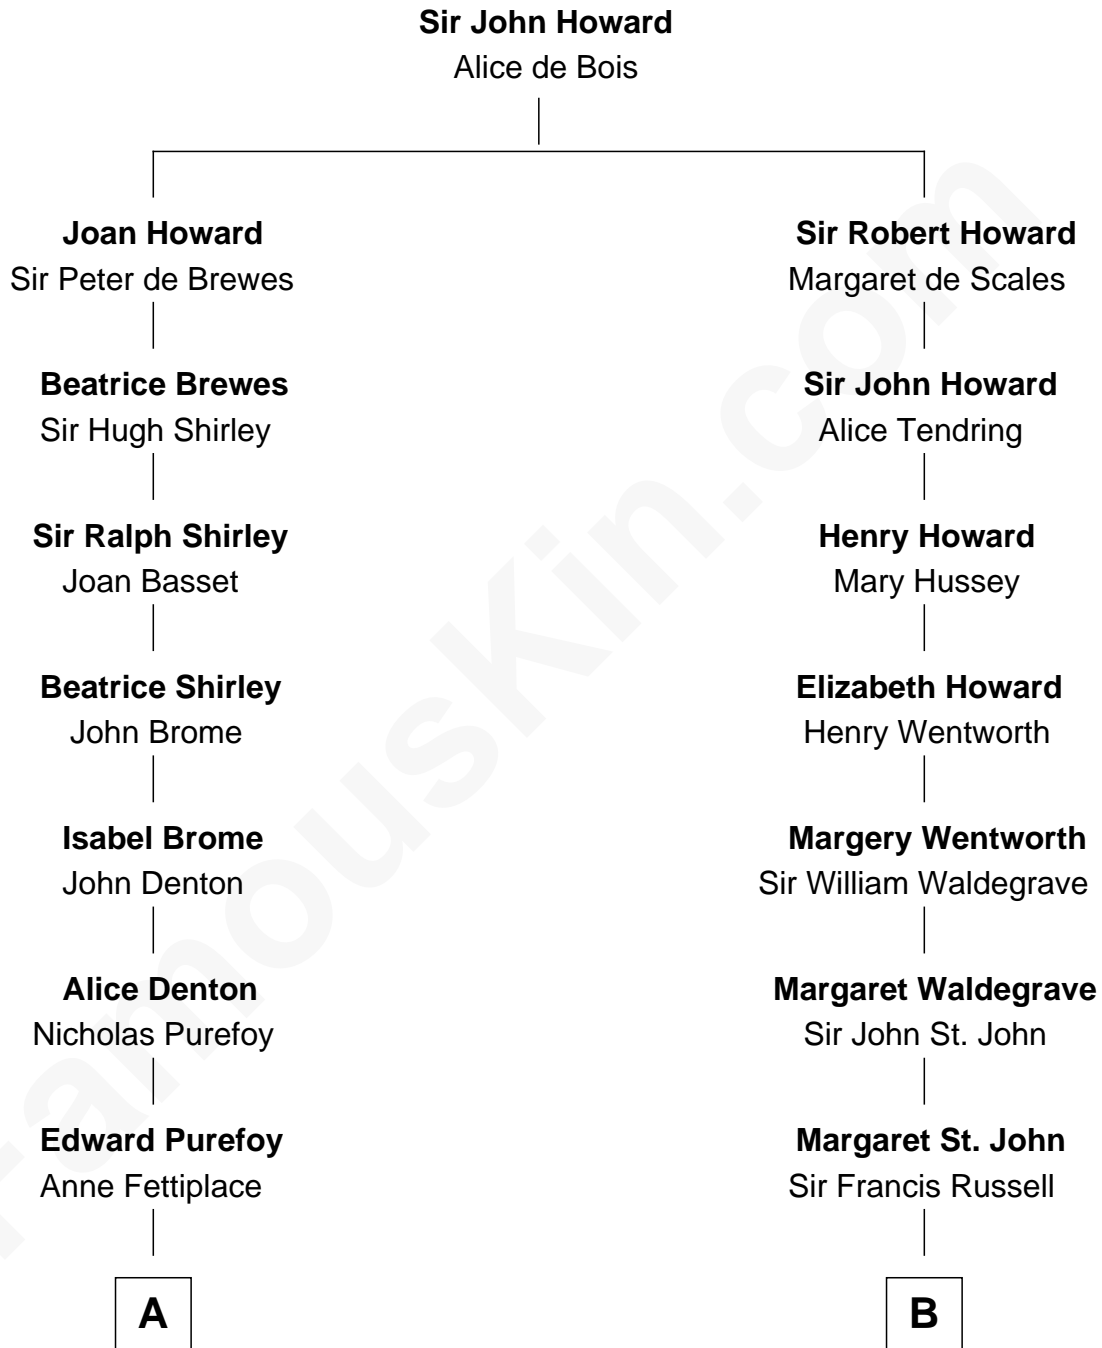 Sir John Howard
Alice de Bois
Joan Howard
Sir Peter de Brewes
Sir Robert Howard
Margaret de Scales
Beatrice Brewes
Sir Hugh Shirley
Sir John Howard
Alice Tendring
Sir Ralph Shirley
Joan Basset
Henry Howard
Mary Hussey
Beatrice Shirley
John Brome
Elizabeth Howard
Henry Wentworth
Isabel Brome
John Denton
Margery Wentworth
Sir William Waldegrave
Alice Denton
Nicholas Purefoy
Margaret Waldegrave
Sir John St. John
Edward Purefoy
Anne Fettiplace
Margaret St. John
Sir Francis Russell
A
B
FamousKin.com